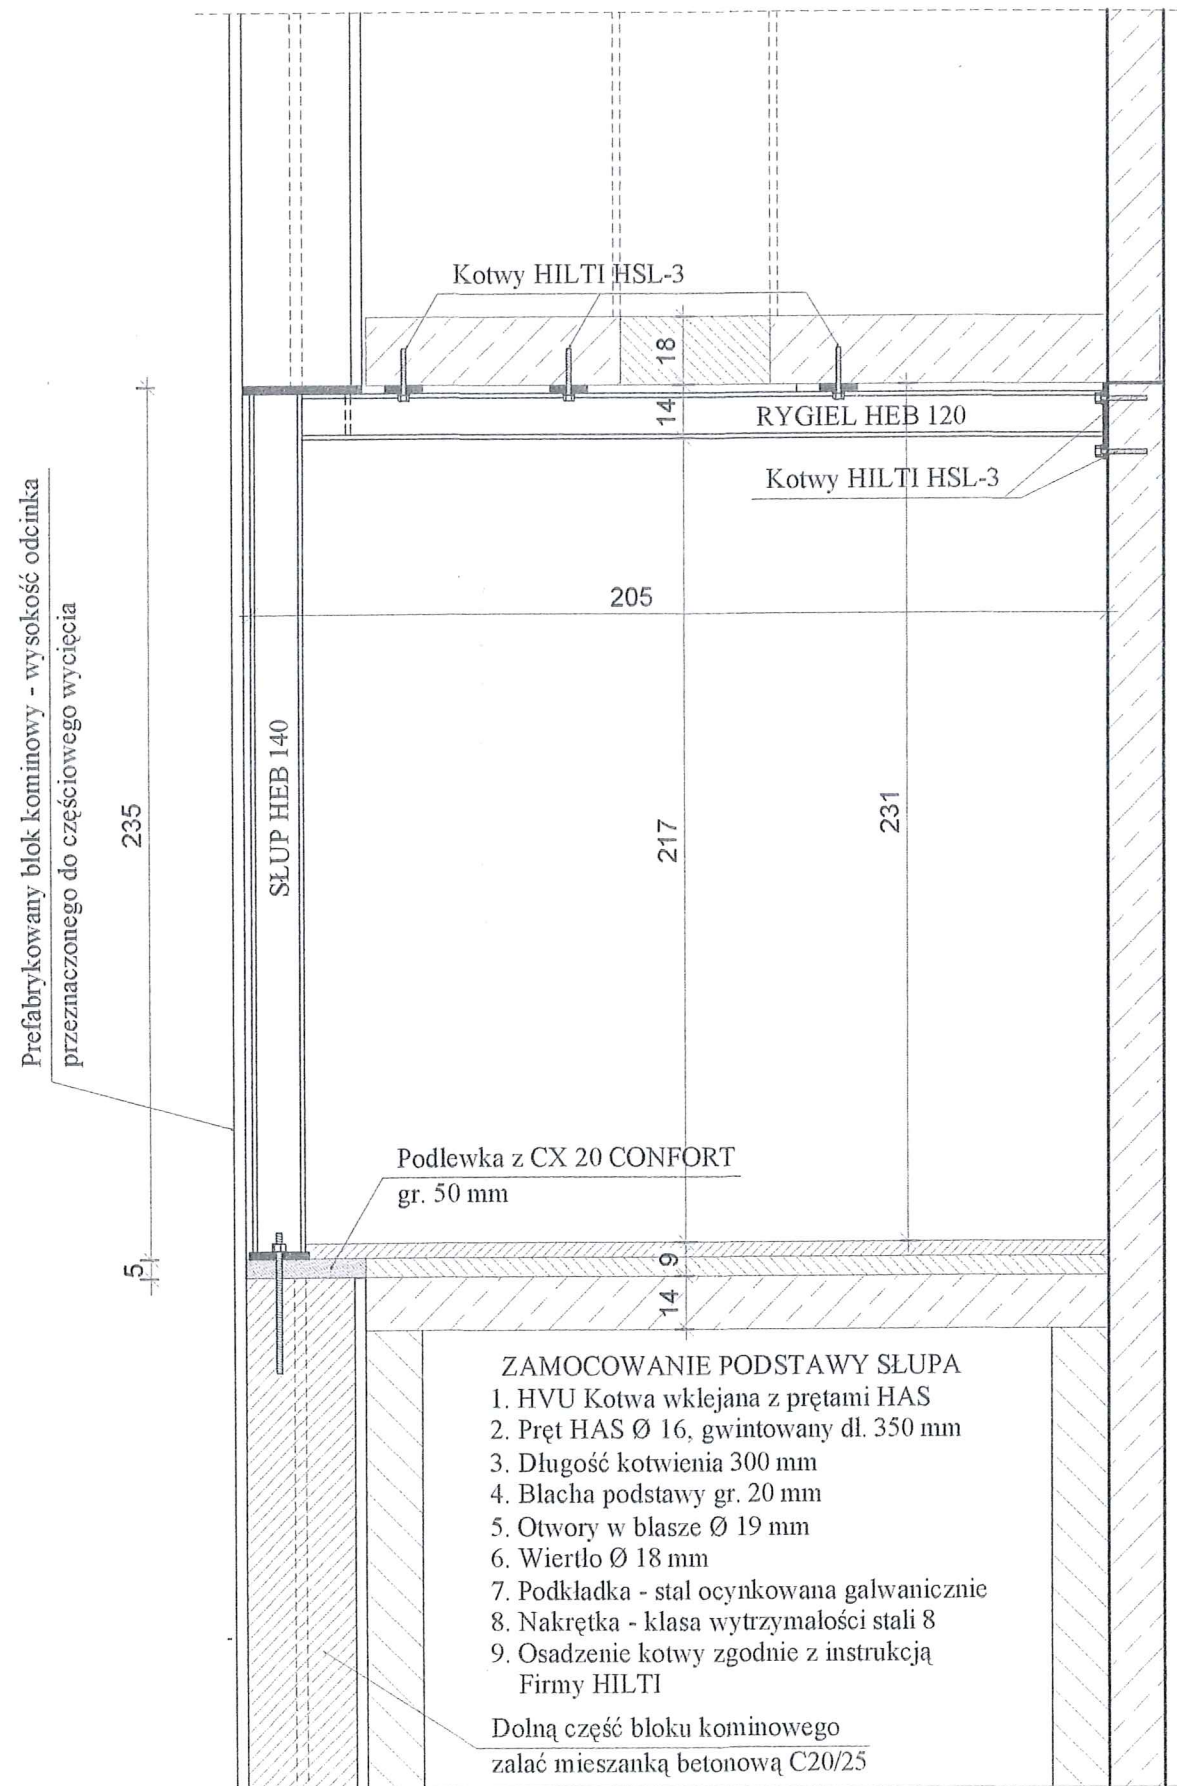 Kotwy HILTI HSL-3
18
14
RYGIEL HEB 120
Kotwy HILTI HSL-3
Prefabrykowany blok kominowy - wysokość odcinka
przeznaczonego do częściowego wycięcia
235
SŁUP HEB 140
205
217
231
Podlewka z CX 20 CONFORT
gr. 50 mm
5
9
14
ZAMOCOWANIE PODSTAWY SŁUPA
1. HVU Kotwa wklejana z prętami HAS
2. Pręt HAS Ø 16, gwintowany dł. 350 mm
3. Długość kotwienia 300 mm
4. Blacha podstawy gr. 20 mm
5. Otwory w blasze Ø 19 mm
6. Wiertło Ø 18 mm
7. Podkładka - stal ocynkowana galwanicznie
8. Nakrętka - klasa wytrzymałości stali 8
9. Osadzenie kotwy zgodnie z instrukcją
Firmy HILTI
Dolną część bloku kominowego
zalać mieszanką betonową C20/25